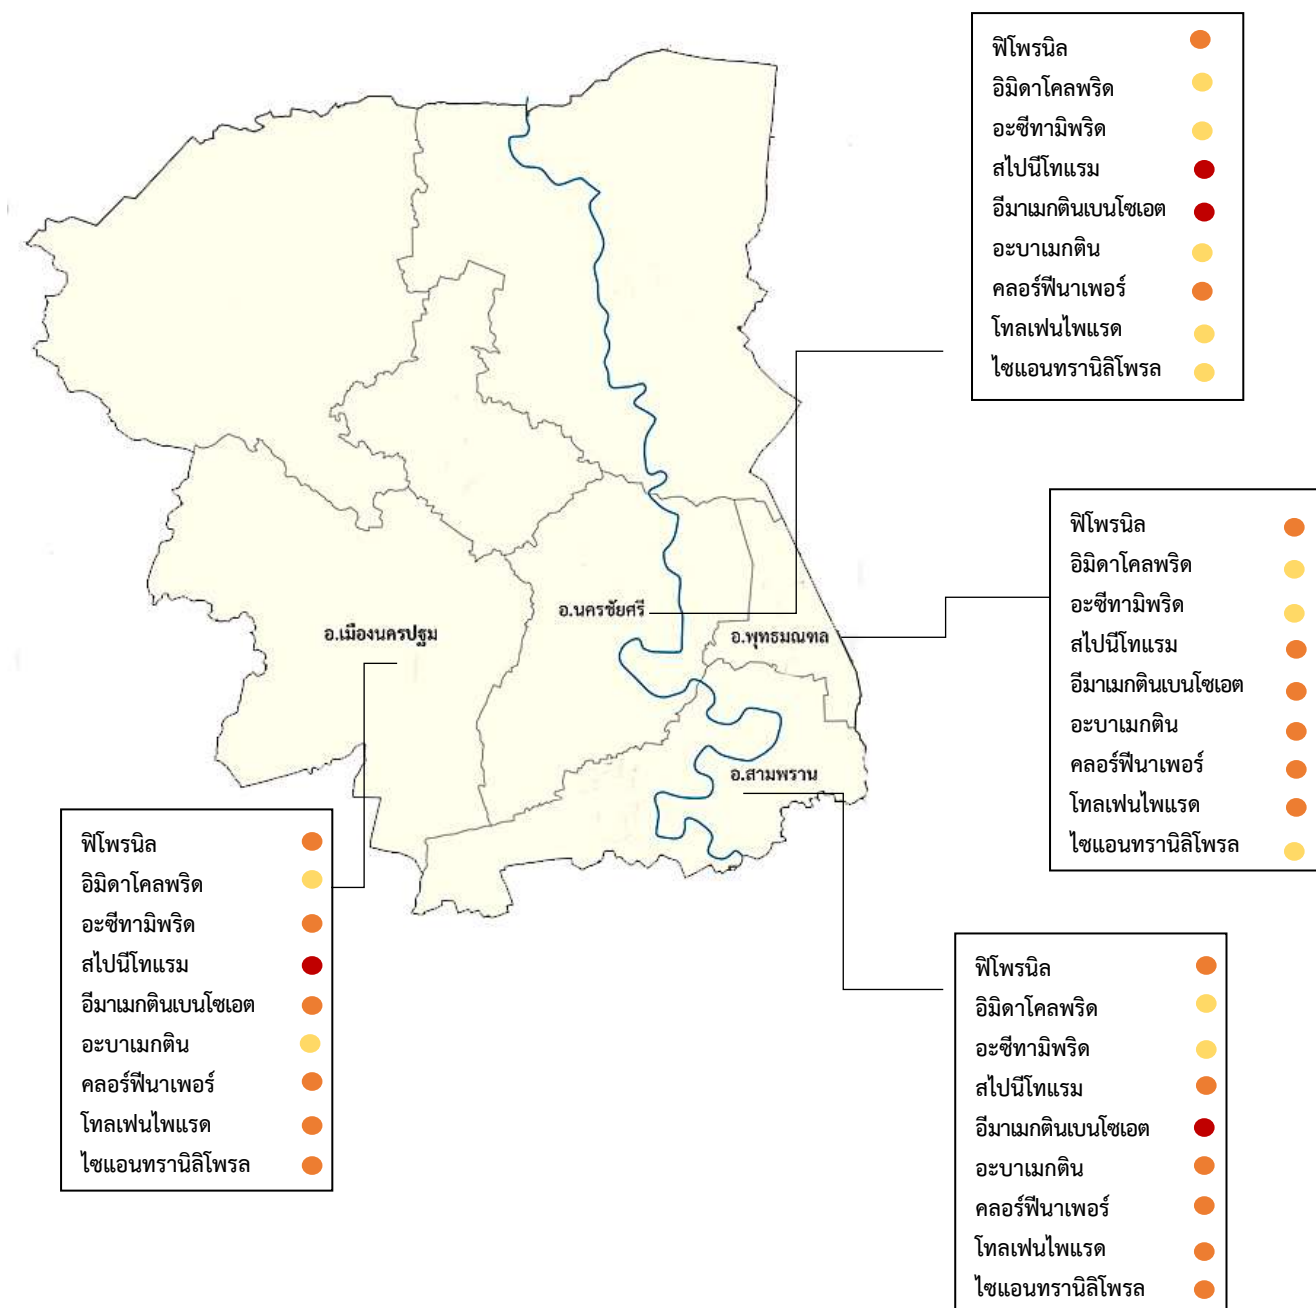 ฟิโพรนิล
อิมิดาโคลพริด
อะซีทามิพริด
สไปนีโทแรม
อีมาเมกตินเบนโซเอต
อะบาเมกติน
คลอร์ฟีนาเพอร์
โทลเฟนไพแรด
ไซแอนทรานิลิโพรล
ฟิโพรนิล
อิมิดาโคลพริด
อะซีทามิพริด
สไปนีโทแรม
อีมาเมกตินเบนโซเอต
อะบาเมกติน
คลอร์ฟีนาเพอร์
โทลเฟนไพแรด
ไซแอนทรานิลิโพรล
อ.นครชัยศรี
อ.เมืองนครปฐม
อ.พุทธมณฑล
อ.สามพราน
ฟิโพรนิล
อิมิดาโคลพริด
อะซีทามิพริด
สไปนีโทแรม
อีมาเมกตินเบนโซเอต
อะบาเมกติน
คลอร์ฟีนาเพอร์
โทลเฟนไพแรด
ไซแอนทรานิลิโพรล
ฟิโพรนิล
อิมิดาโคลพริด
อะซีทามิพริด
สไปนีโทแรม
อีมาเมกตินเบนโซเอต
อะบาเมกติน
คลอร์ฟีนาเพอร์
โทลเฟนไพแรด
ไซแอนทรานิลิโพรล